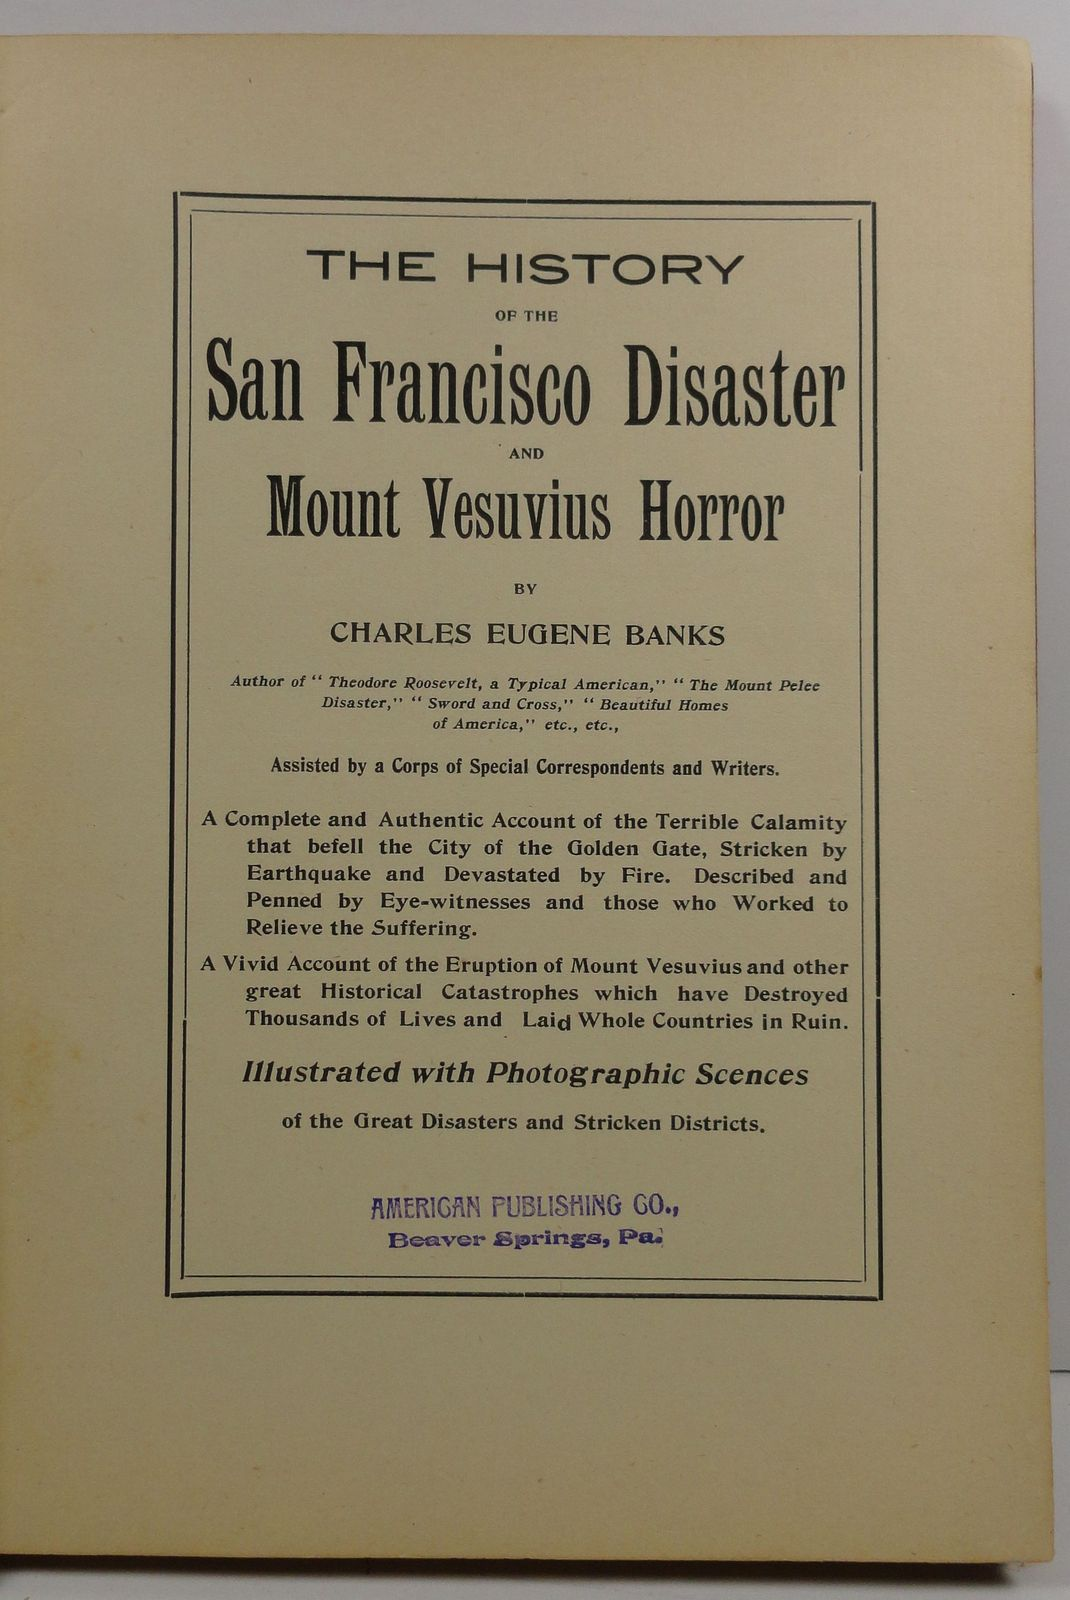 THE HISTORY
OF THE
San Francisco Disaster
AND
Mount Vesuvius Horror
BY
CHARLES EUGENE BANKS
Author of "Theodore Roosevelt, a Typical American," "The Mount Pelee
Disaster," "Sword and Cross," "Beautiful Homes
of America," etc., etc.,
Assisted by a Corps of Special Correspondents and Writers.
A Complete and Authentic Account of the Terrible Calamity
that befell the City of the Golden Gate, Stricken by
Earthquake and Devastated by Fire. Described and
Penned by Eye-witnesses and those who Worked to
Relieve the Suffering.
A Vivid Account of the Eruption of Mount Vesuvius and other
great Historical Catastrophes which have Destroyed
Thousands of Lives and Laid Whole Countries in Ruin.
Illustrated with Photographic Scences
of the Great Disasters and Stricken Districts.
AMERICAN PUBLISHING CO.,
Beaver Springs, Pa.